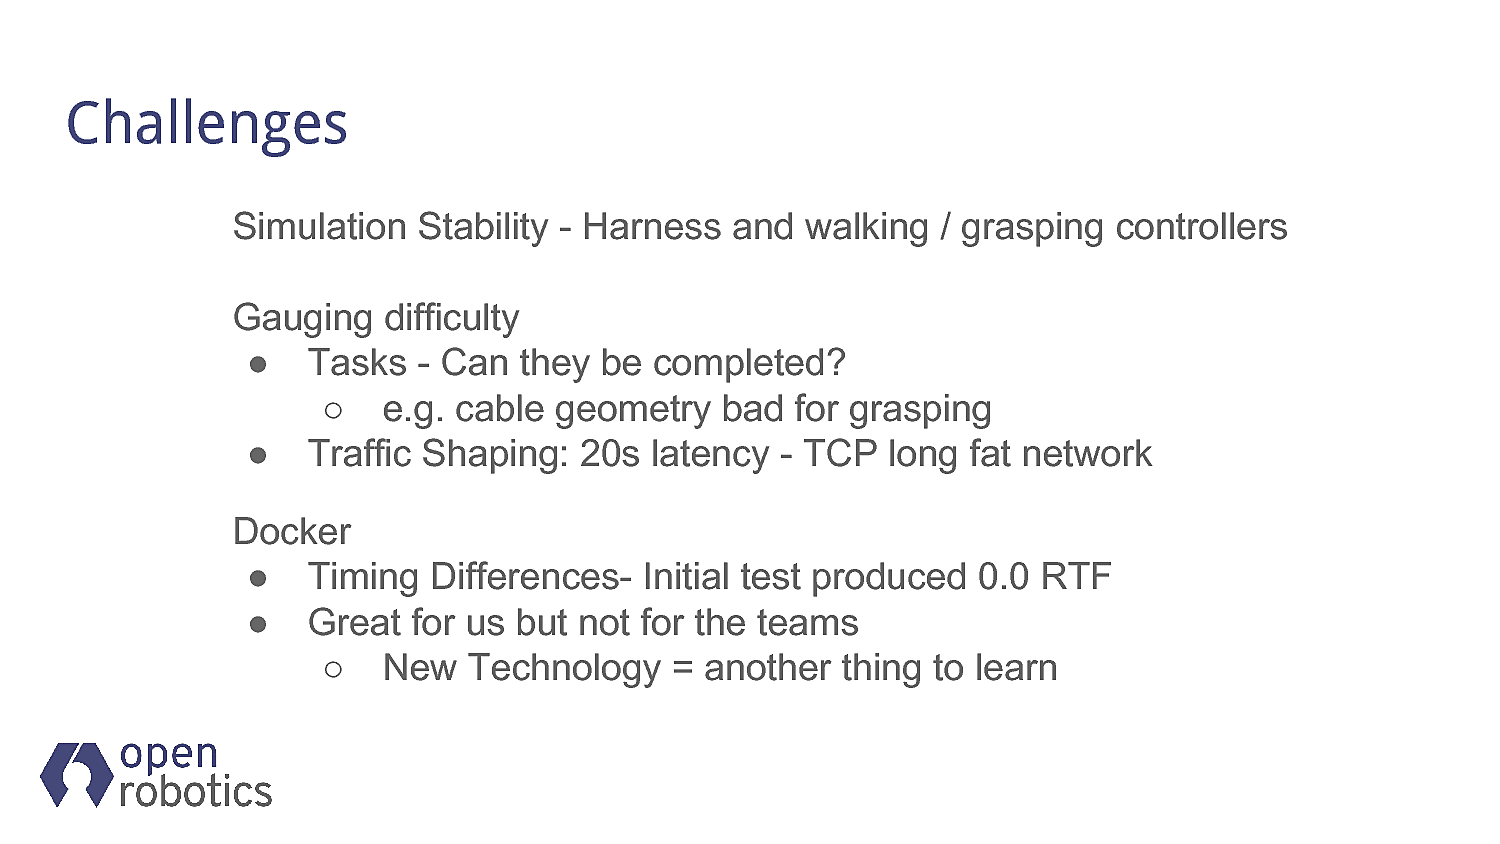 Challenges
Simulation Stability - Harness and walking / grasping controllers
Gauging difficulty
● Tasks - Can they be completed?
○ e.g. cable geometry bad for grasping
● Traffic Shaping: 20s latency - TCP long fat network
Docker
● Timing Differences- Initial test produced 0.0 RTF
● Great for us but not for the teams
○ New Technology = another thing to learn
open
robotics